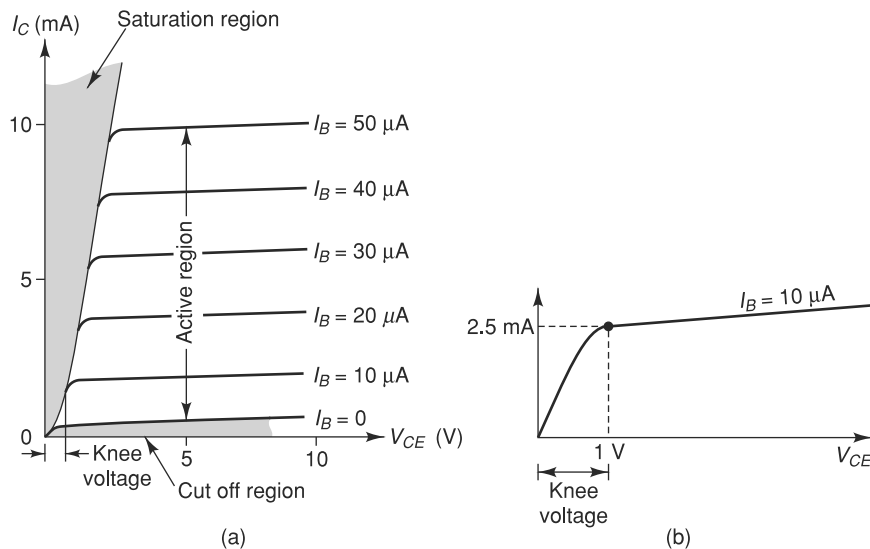 I_C
(mA)
Saturation region
10
I_B = 50 μA
I_B = 40 μA
I_B = 30 μA
5
Active region
I_B = 20 μA
I_B = 10 μA
I_B = 0
0
V_CE (V)
Knee
voltage
5
10
Cut off region
(a)
I_B = 10 μA
2.5 mA
1 V
V_CE
Knee
voltage
(b)